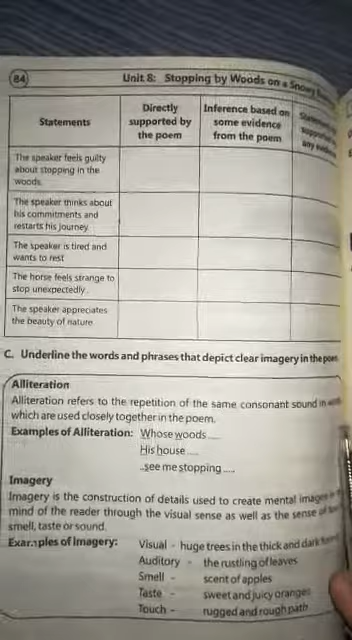 84
Unit 8: Stopping by Woods on a Snowy
Statements
Directly supported by the poem
Inference based on some evidence from the poem
any
The speaker feels guilty
about stopping in the
woods.
The speaker thinks about
his commitments and
restarts his journey
The speaker is tired and
wants to rest
The horse feels strange to
stop unexpectedly
The speaker appreciates
the beauty of nature
C. Underline the words and phrases that depict clear imagery in the poem
Alliteration
Alliteration refers to the repetition of the same consonant sound in
which are used closely together in the poem.
Examples of Alliteration: Whose woods ....
His house ....
..see me stopping ....
Imagery
Imagery is the construction of details used to create mental images
mind of the reader through the visual sense as well as the sense of
smell, taste or sound.
Examples of Imagery: Visual - huge trees in the thick and dark
Auditory - the rustling of leaves
Smell - scent of apples
Taste - sweet and juicy oranges
Touch - rugged and rough path